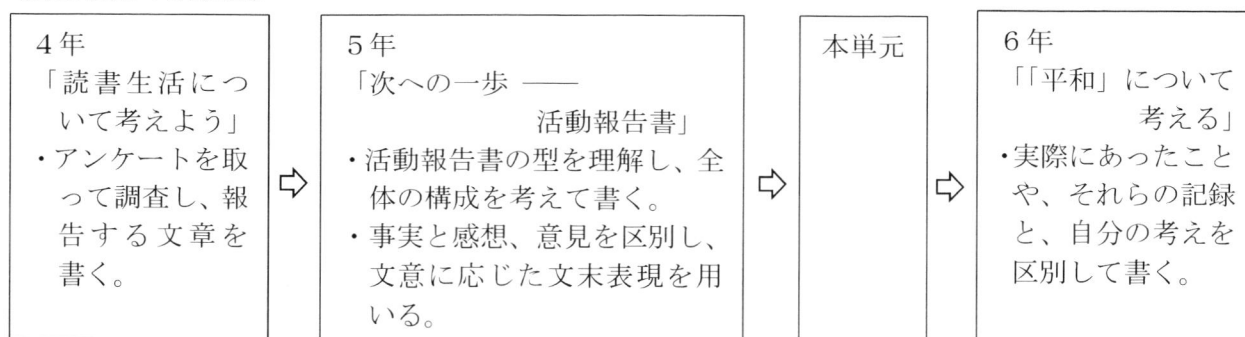 4年
「読書生活につ
いて考えよう」
・アンケートを取
って調査し、報
告する文章を
書く。
⇨
5年
「次への一歩 ――
活動報告書」
・活動報告書の型を理解し、全
体の構成を考えて書く。
・事実と感想、意見を区別し、
文意に応じた文末表現を用
いる。
⇨
本単元
⇨
6年
「「平和」について
考える」
・実際にあったこと
や、それらの記録
と、自分の考えを
区別して書く。